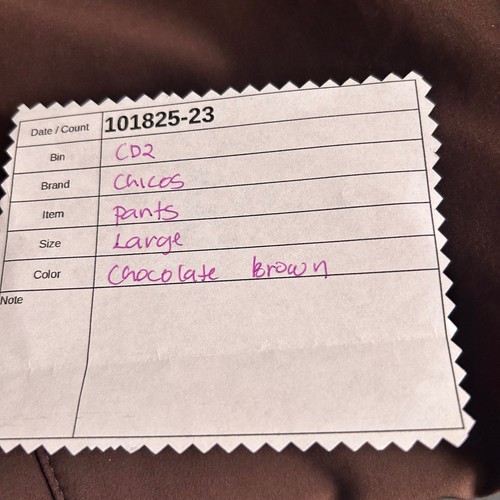 Date / Count 101825-23
Bin CD2
Brand Chicos
Item pants
Size Large
Color Chocolate Brown
Note